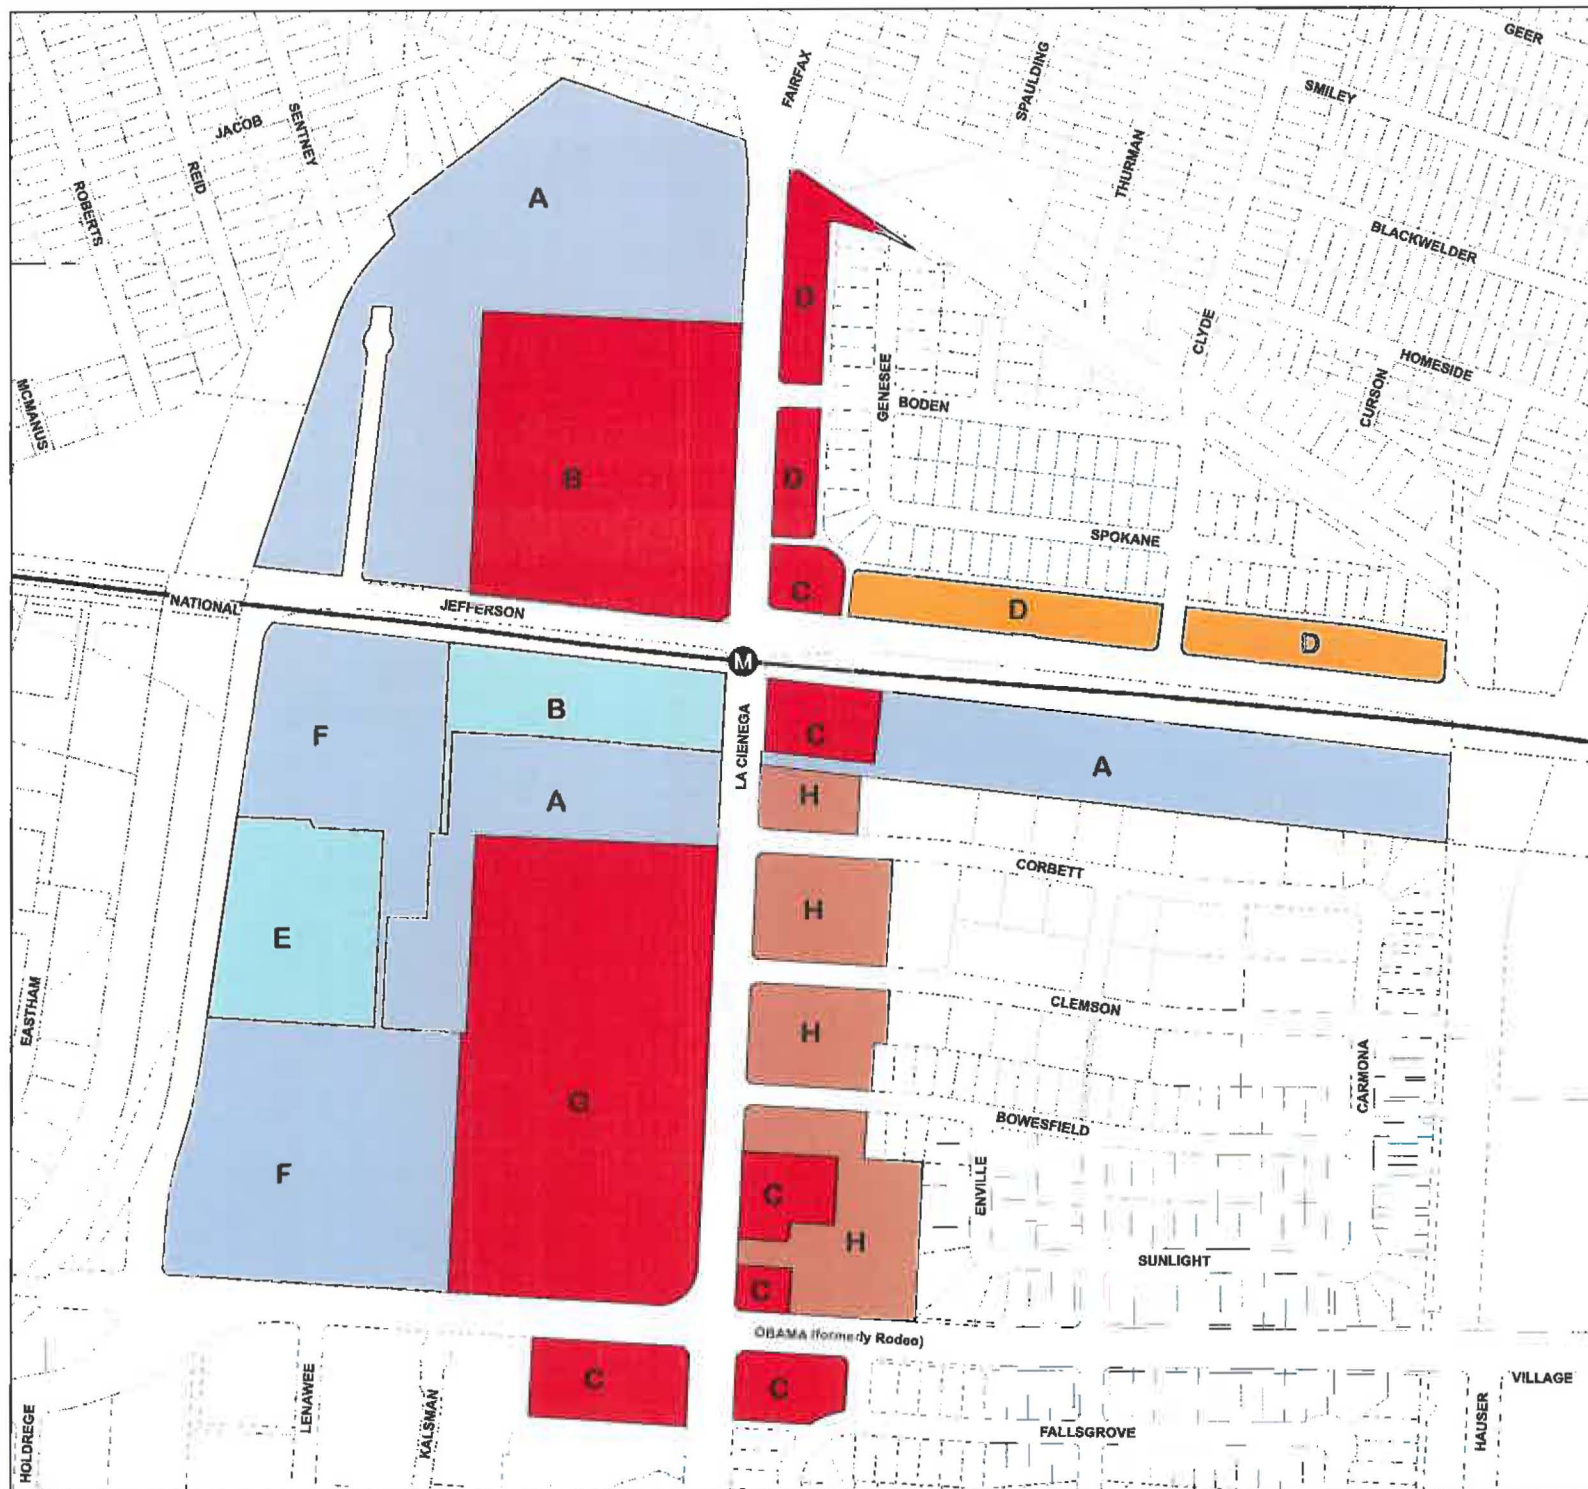 GEER
FAIRFAX
SPAULDING
SMILEY
JACOB
SENTNEY
THURMAN
REID
ROBERTS
A
BLACKWELDER
D
CLYDE
HOMESIDE
GENESEE
CURSON
MCMANUS
BODEN
B
D
SPOKANE
C
NATIONAL
JEFFERSON
D
D
M
B
F
LA CIENEGA
C
A
A
H
CORBETT
H
E
EASTHAM
CLEMSON
H
CARMONA
G
BOWESFIELD
F
ENVILLE
C
H
SUNLIGHT
C
OBAMA (formerly Rodeo)
C
C
VILLAGE
LENAWEE
KALSMAN
HAUSER
FALLSGROVE
HOLDREGE